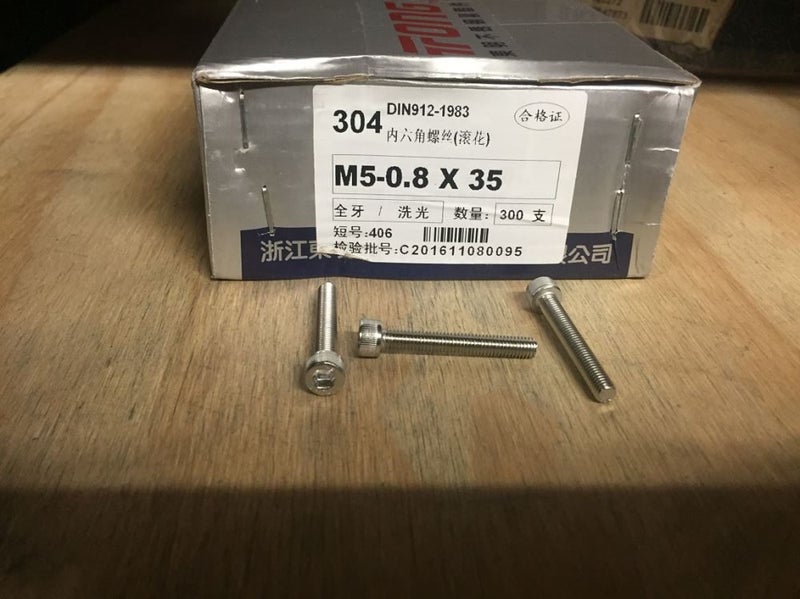 304 DIN912-1983 合格证
内六角螺丝(滚花)
M5-0.8 X 35
全牙 / 洗光 数量: 300 支
短号:406
检验批号:C201611080095
浙江東 公司